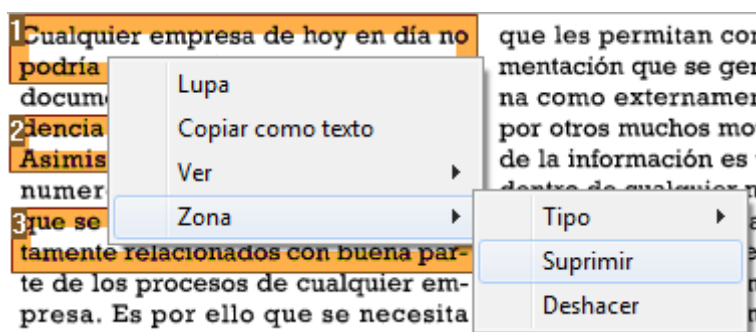 1
Cualquier empresa de hoy en día no
podría
docum
2
dencia
Asimis
numer
3
que se
tamente relacionados con buena par-
te de los procesos de cualquier em-
presa. Es por ello que se necesita
que les permitan con
mentación que se gen
na como externamen
por otros muchos mo
de la información es
dentro de cualquier
Lupa
Copiar como texto
Ver
Zona
Tipo
Suprimir
Deshacer